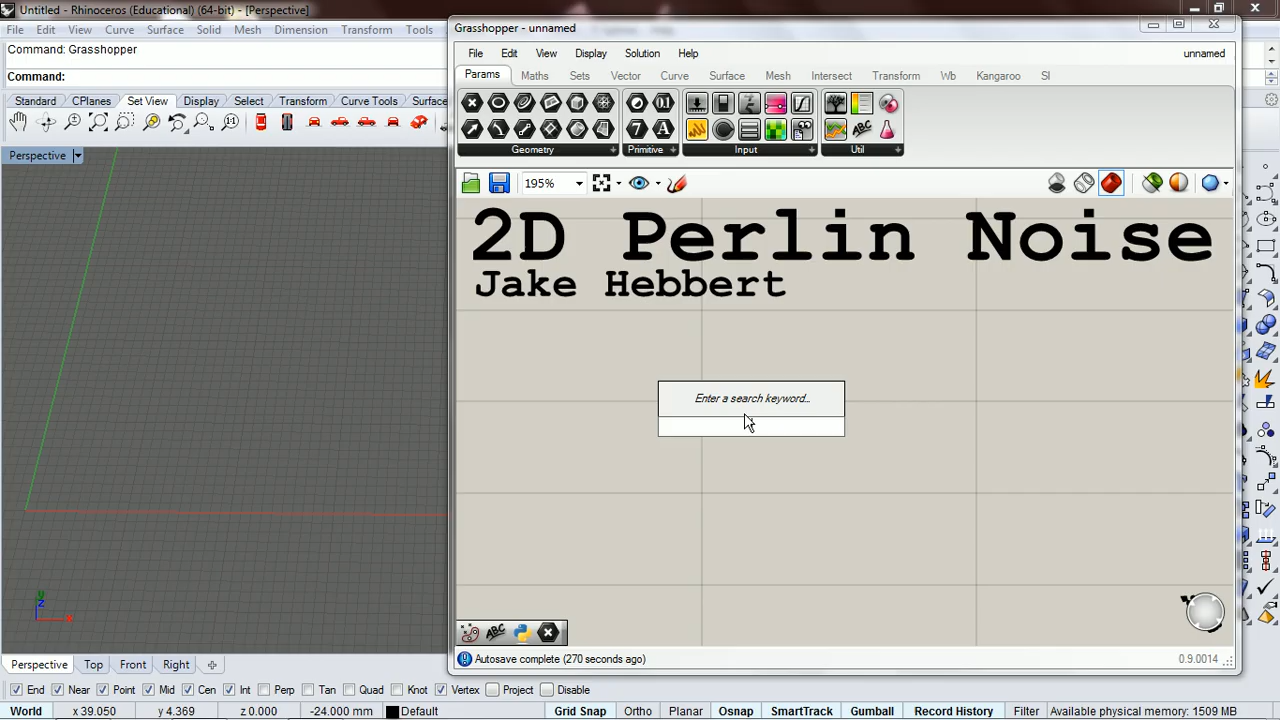 Untitled - Rhinoceros (Educational) (64-bit) - [Perspective]
File Edit View Curve Surface Solid Mesh Dimension Transform Tools
Command: Grasshopper
Command:
Standard CPlanes Set View Display Select Transform Curve Tools Surface
Perspective
Grasshopper - unnamed
File Edit View Display Solution Help unnamed
Params Maths Sets Vector Curve Surface Mesh Intersect Transform Wb Kangaroo SI
Geometry Primitive Input Util
195%
2D Perlin Noise
Jake Hebbert
Enter a search keyword...
Autosave complete (270 seconds ago) 0.9.0014
y
z
x
Perspective Top Front Right
End Near Point Mid Cen Int Perp Tan Quad Knot Vertex Project Disable
World x 39.050 y 4.369 z 0.000 -24.000 mm Default Grid Snap Ortho Planar Osnap SmartTrack Gumball Record History Filter Available physical memory: 1509 MB